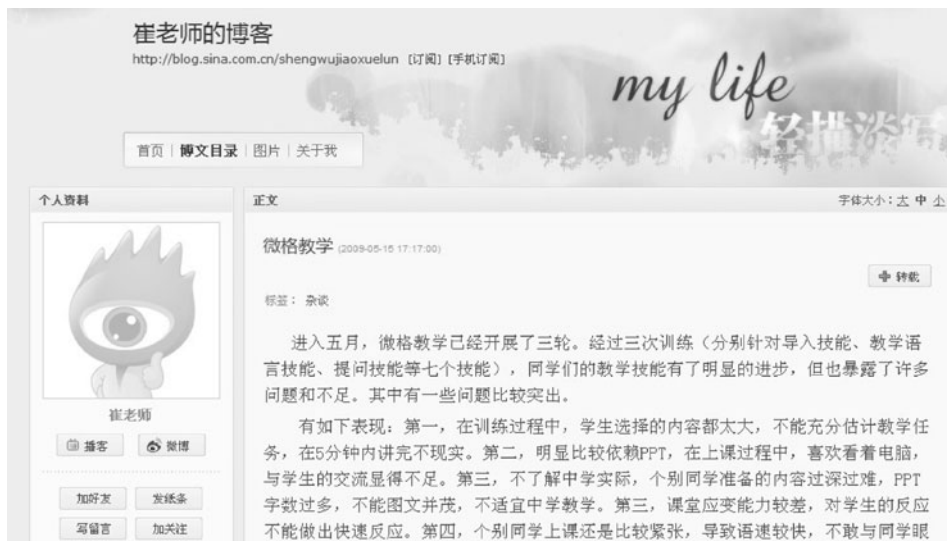 崔老师的博客
http://blog.sina.com.cn/shengwujiaoxuelun [订阅] [手机订阅]
my life
轻描淡写
首页 | 博文目录 | 图片 | 关于我
个人资料
正文
字体大小：大 中 小
微格教学 (2009-05-15 17:17:00)
转载
标签： 杂谈
进入五月，微格教学已经开展了三轮。经过三次训练（分别针对导入技能、教学语
言技能、提问技能等七个技能），同学们的教学技能有了明显的进步，但也暴露了许多
问题和不足。其中有一些问题比较突出。
有如下表现：第一，在训练过程中，学生选择的内容都太大，不能充分估计教学任
务，在5分钟内讲完不现实。第二，明显比较依赖PPT，在上课过程中，喜欢看着电脑，
与学生的交流显得不足。第三，不了解中学实际，个别同学准备的内容过深过难，PPT
字数过多，不能图文并茂，不适宜中学教学。第三，课堂应变能力较差，对学生的反应
不能做出快速反应。第四，个别同学上课还是比较紧张，导致语速较快，不敢与同学眼
崔老师
播客 微博
加好友 发纸条
写留言 加关注